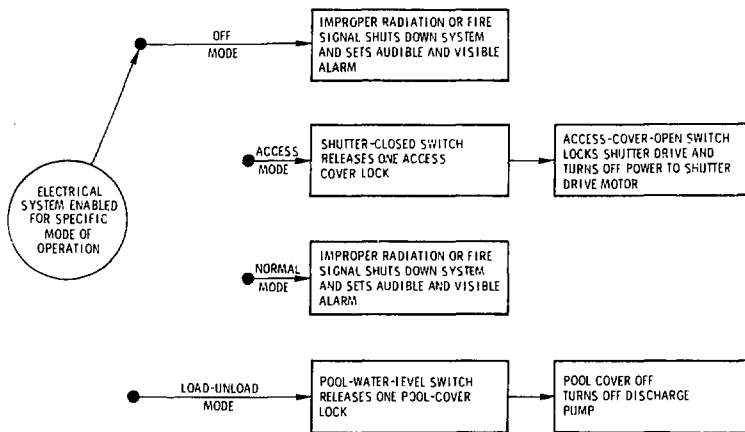 OFF
MODE
IMPROPER RADIATION OR FIRE
SIGNAL SHUTS DOWN SYSTEM
AND SETS AUDIBLE AND VISIBLE
ALARM
ELECTRICAL
SYSTEM ENABLED
FOR SPECIFIC
MODE OF
OPERATION
ACCESS
MODE
SHUTTER-CLOSED SWITCH
RELEASES ONE ACCESS
COVER LOCK
ACCESS-COVER-OPEN SWITCH
LOCKS SHUTTER DRIVE AND
TURNS OFF POWER TO SHUTTER
DRIVE MOTOR
NORMAL
MODE
IMPROPER RADIATION OR FIRE
SIGNAL SHUTS DOWN SYSTEM
AND SETS AUDIBLE AND VISIBLE
ALARM
LOAD-UNLOAD
MODE
POOL-WATER-LEVEL SWITCH
RELEASES ONE POOL-COVER
LOCK
POOL COVER OFF
TURNS OFF DISCHARGE
PUMP